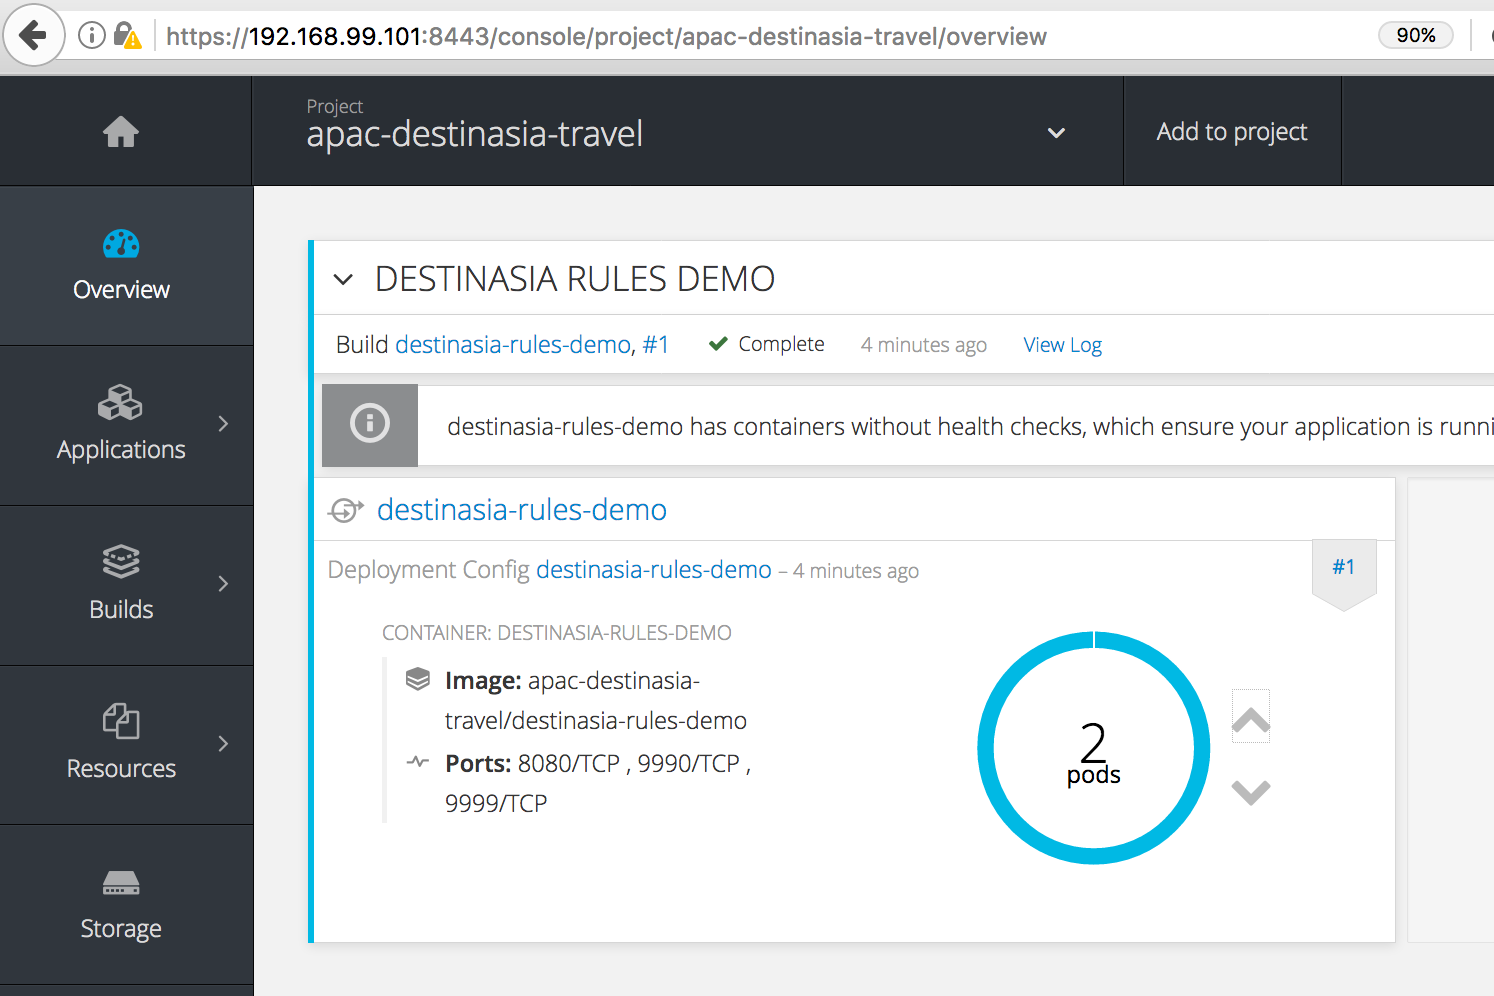 https://192.168.99.101:8443/console/project/apac-destinasia-travel/overview
90%
Project
apac-destinasia-travel
Add to project
Overview
Applications
Builds
Resources
Storage
DESTINASIA RULES DEMO
Build destinasia-rules-demo, #1 Complete 4 minutes ago View Log
destinasia-rules-demo has containers without health checks, which ensure your application is runni
destinasia-rules-demo
Deployment Config destinasia-rules-demo – 4 minutes ago
#1
CONTAINER: DESTINASIA-RULES-DEMO
Image: apac-destinasia-
travel/destinasia-rules-demo
Ports: 8080/TCP , 9990/TCP ,
9999/TCP
2
pods